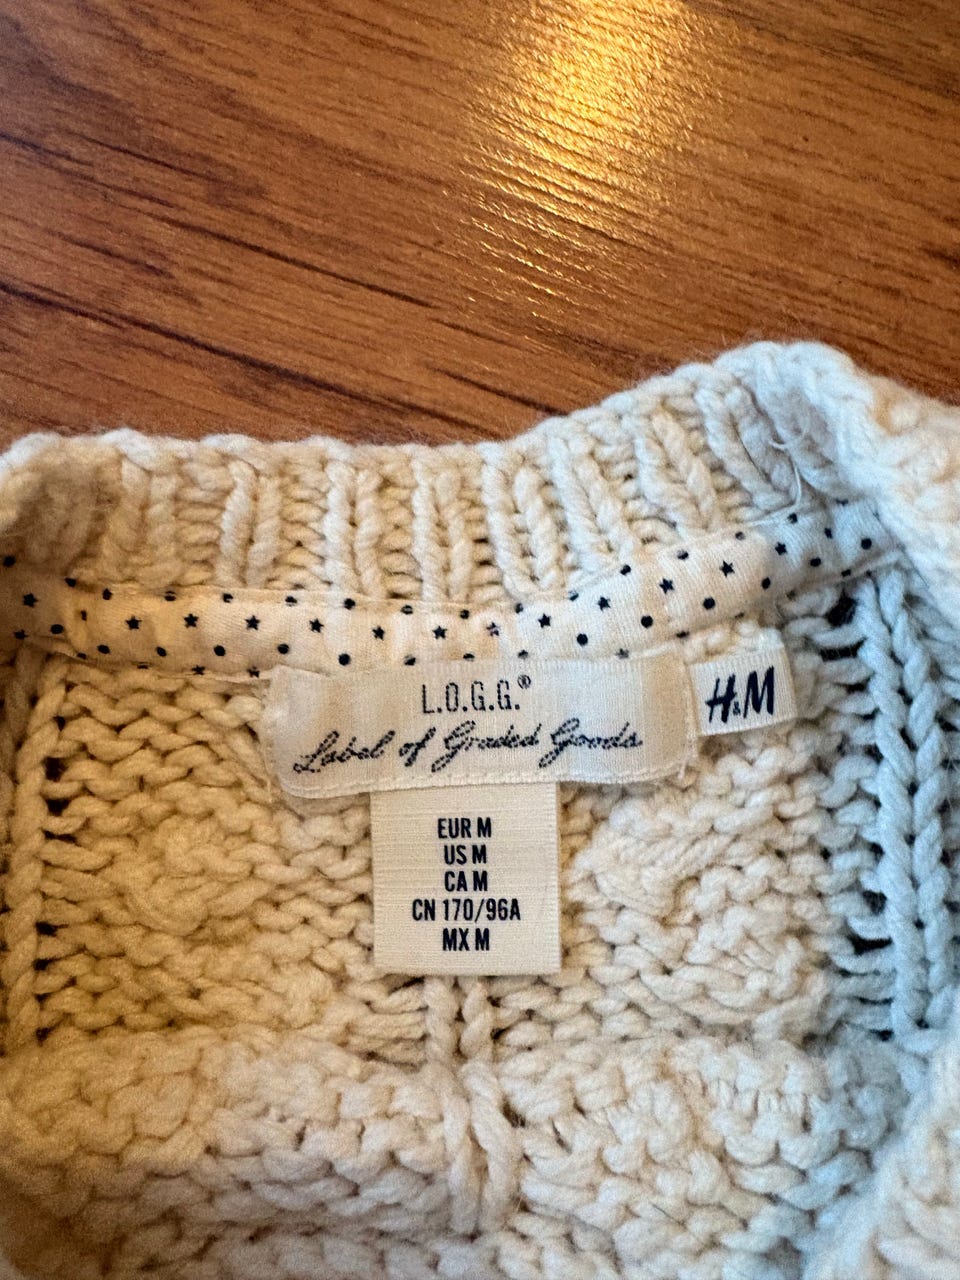 L.O.G.G.®
Label of Graded Goods
H&M
EUR M
US M
CA M
CN 170/96A
MX M